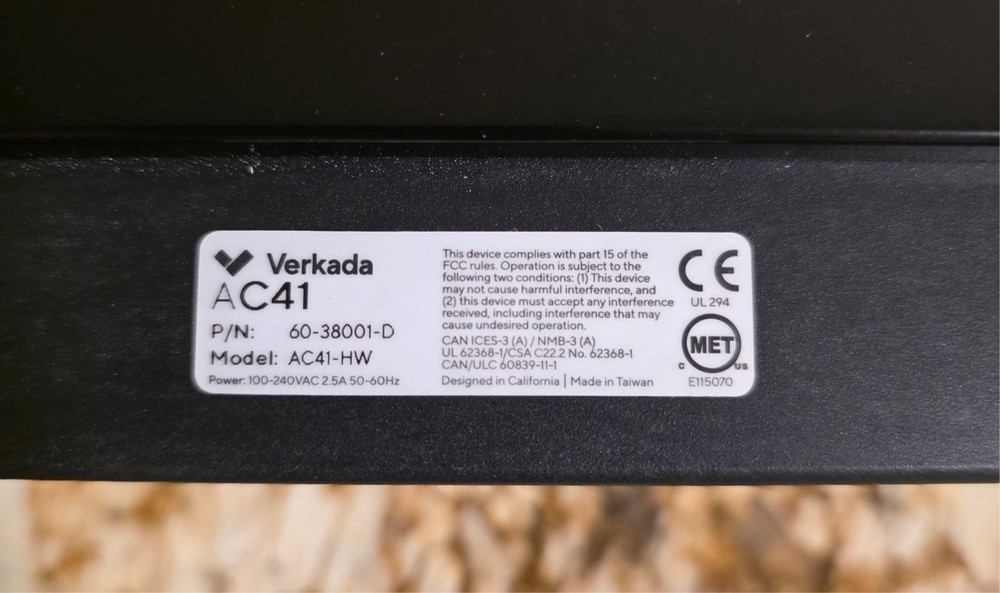 Verkada
AC41
P/N: 60-38001-D
Model: AC41-HW
Power: 100-240VAC 2.5A 50-60Hz
This device complies with part 15 of the
FCC rules. Operation is subject to the
following two conditions: (1) This device
may not cause harmful interference, and
(2) this device must accept any interference
received, including interference that may
cause undesired operation.
CAN ICES-3 (A) / NMB-3 (A)
UL 62368-1/CSA C22.2 No. 62368-1
CAN/ULC 60839-11-1
Designed in California | Made in Taiwan
CE
UL 294
MET
C US
E115070